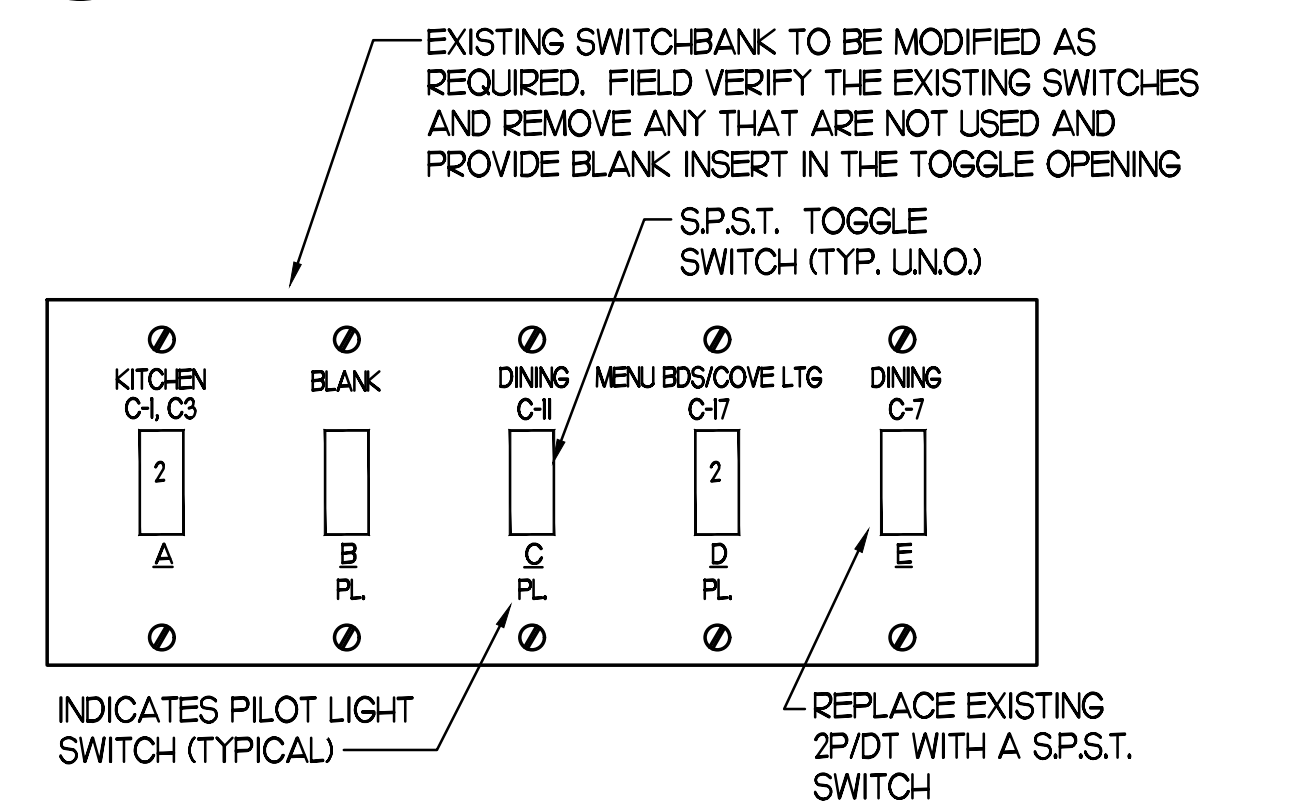 EXISTING SWITCHBANK TO BE MODIFIED AS
REQUIRED. FIELD VERIFY THE EXISTING SWITCHES
AND REMOVE ANY THAT ARE NOT USED AND
PROVIDE BLANK INSERT IN THE TOGGLE OPENING
S.P.S.T. TOGGLE
SWITCH (TYP. U.N.O.)
KITCHEN
C-1, C3
2
A
BLANK
B
PL.
DINING
C-11
C
PL.
MENU BDS/COVE LTG
C-17
2
D
PL.
DINING
C-7
E
INDICATES PILOT LIGHT
SWITCH (TYPICAL)
REPLACE EXISTING
2P/DT WITH A S.P.S.T.
SWITCH